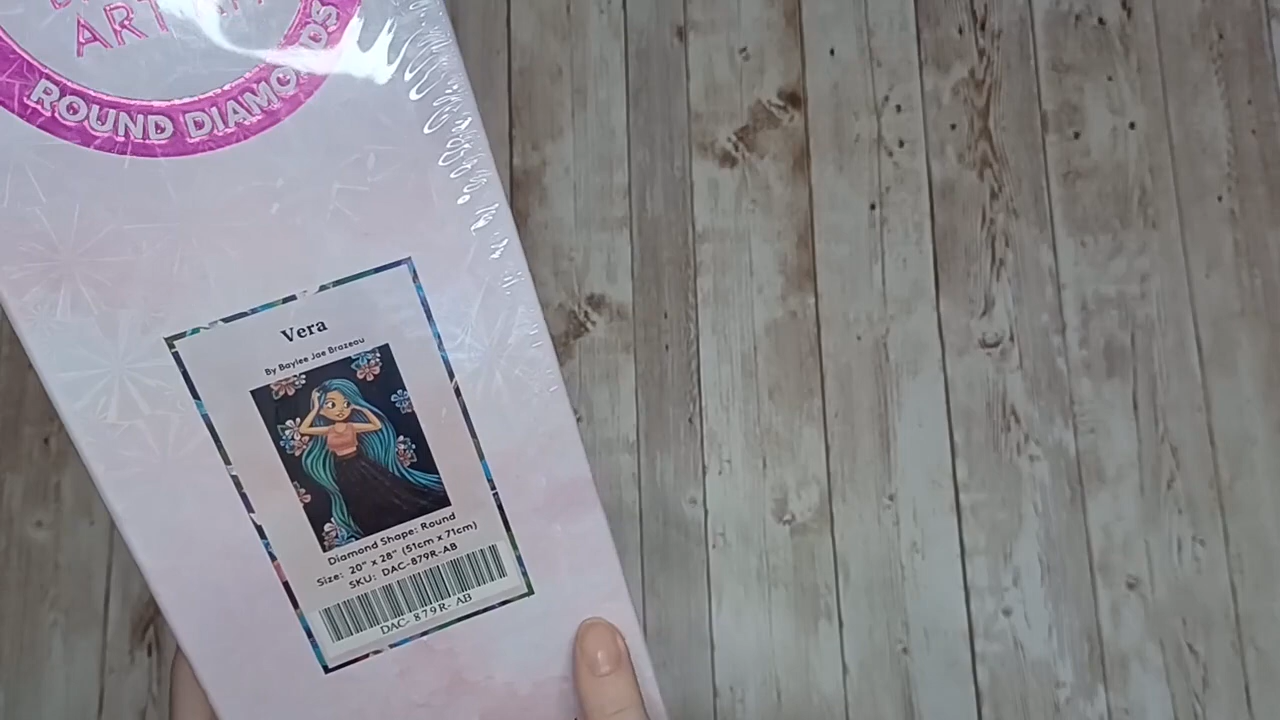 ART
ROUND DIAMONDS
Vera
By Baylee Jae Brazeau
Diamond Shape: Round
Size: 20" x 28" (51cm x 71cm)
SKU: DAC-879R-AB
DAC- 879R- AB